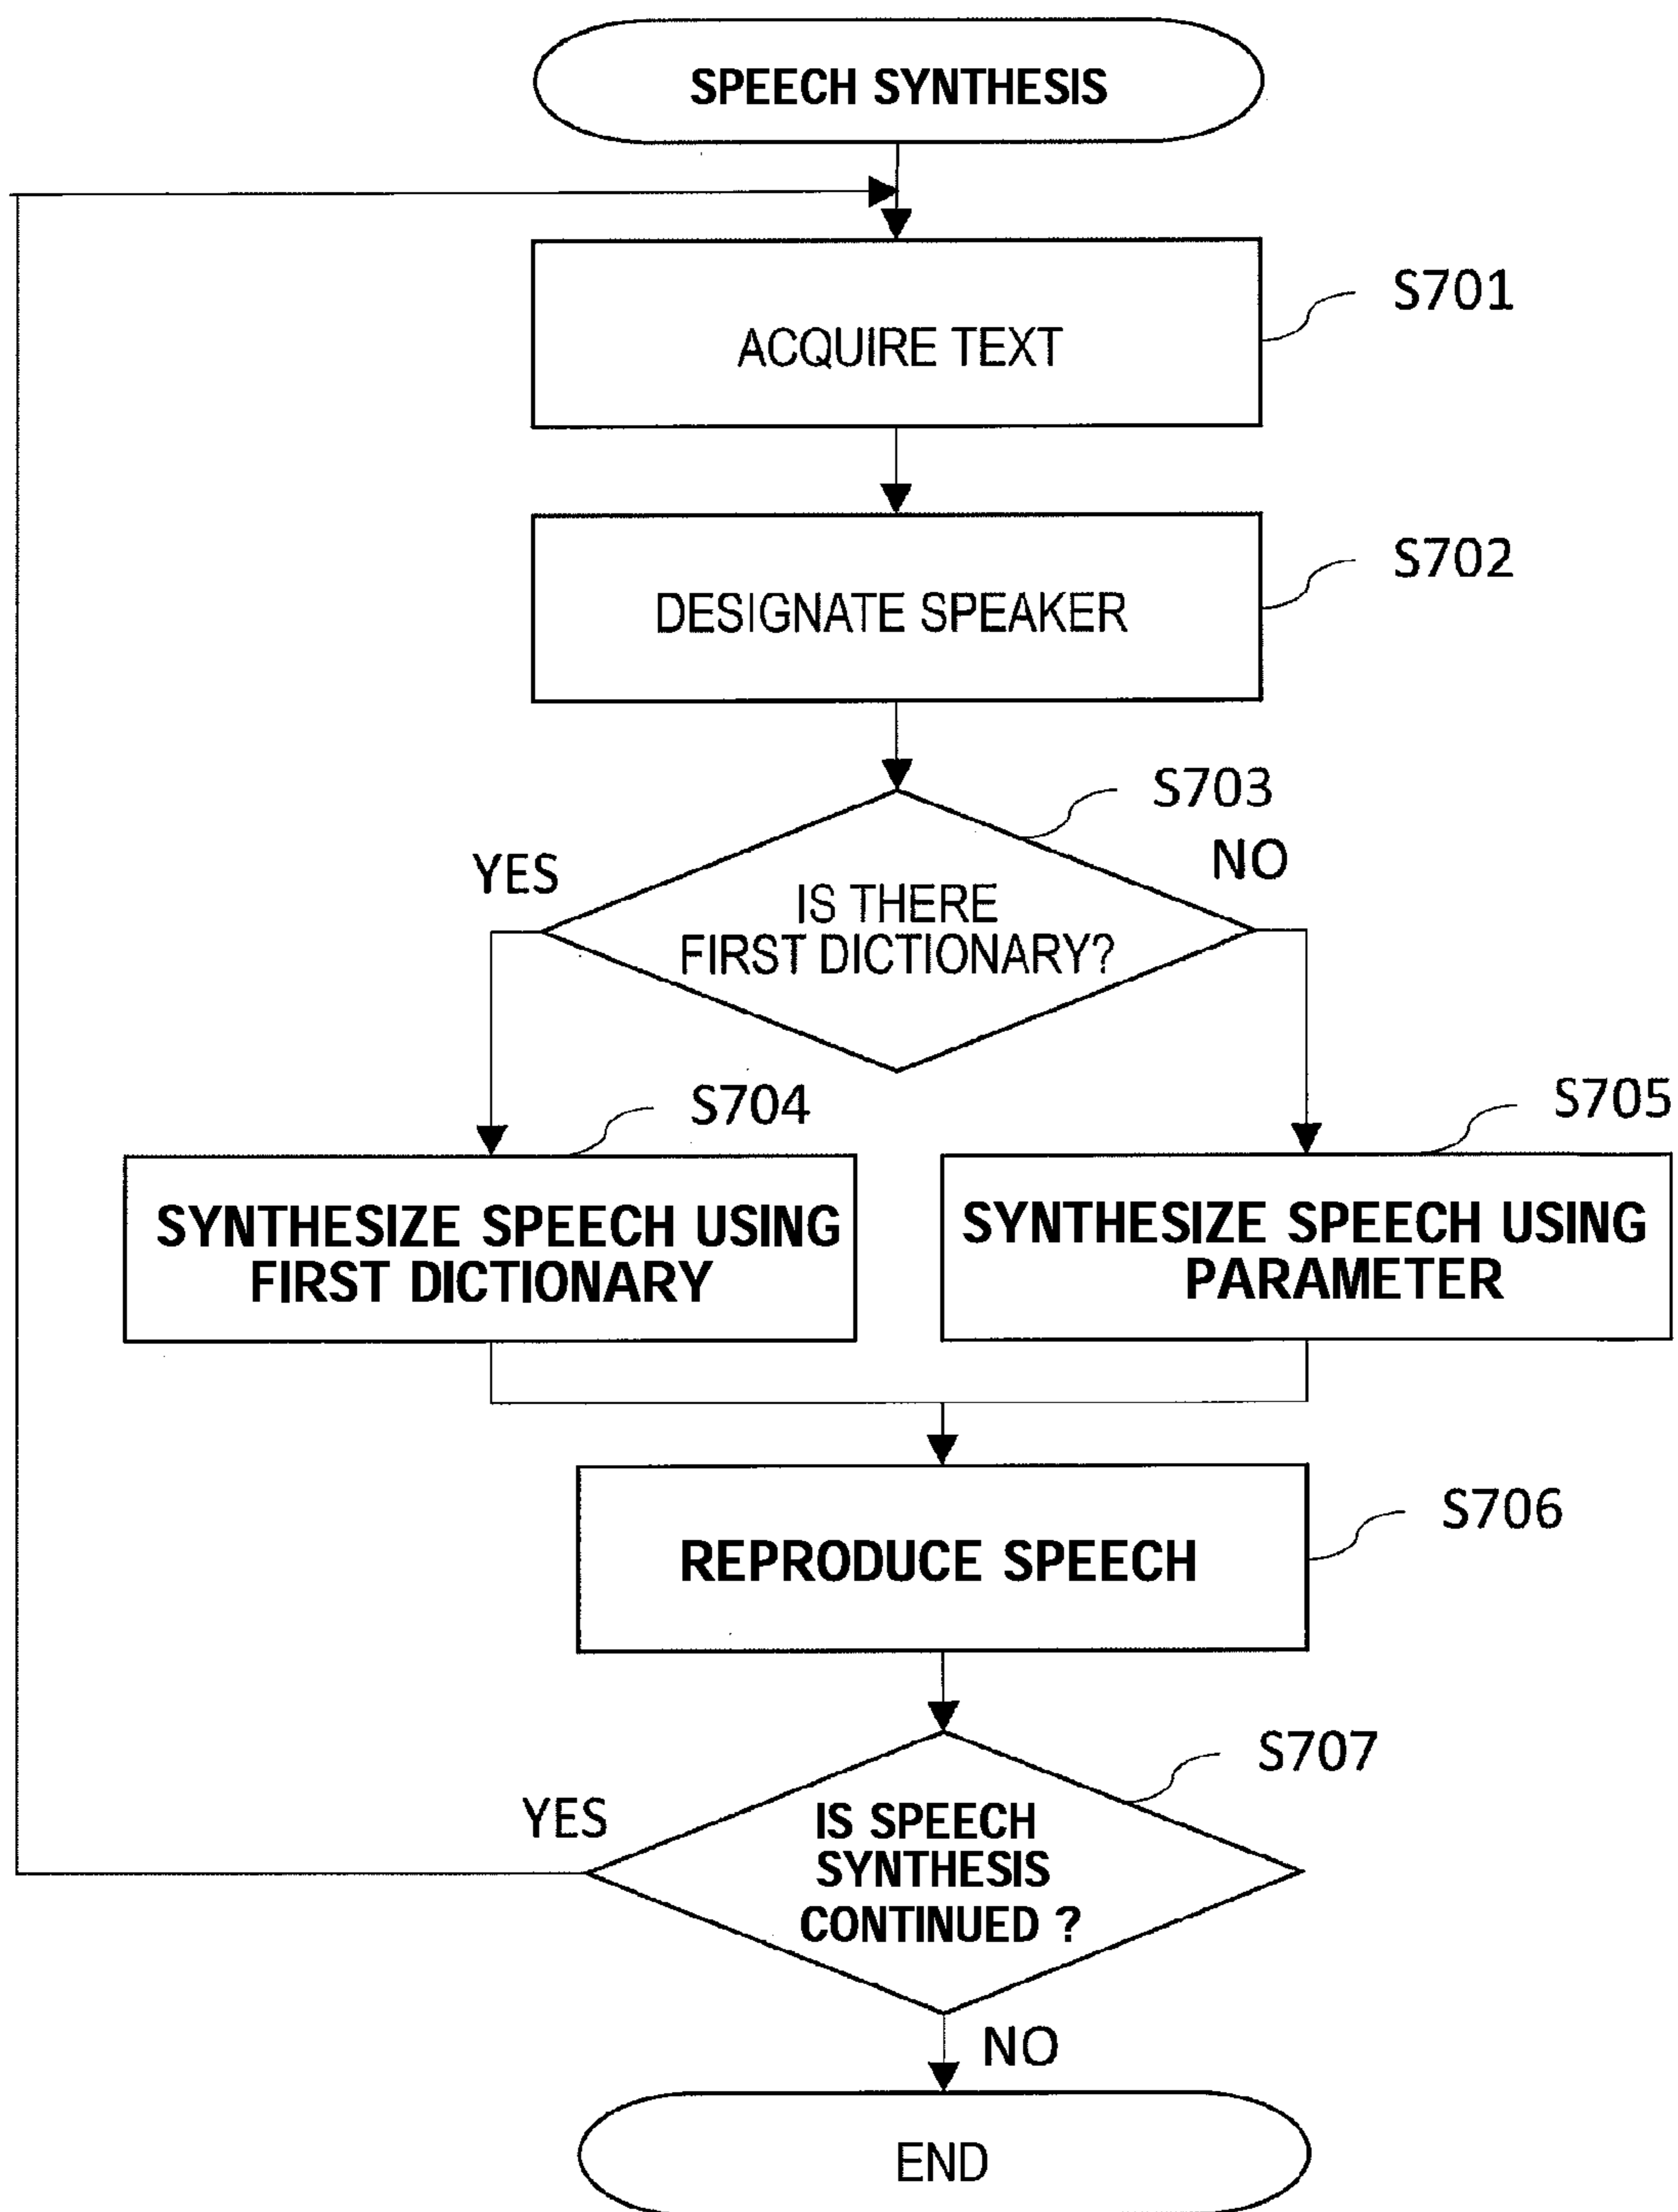 SPEECH SYNTHESIS
S701
ACQUIRE TEXT
S702
DESIGNATE SPEAKER
S703
YES
NO
IS THERE
FIRST DICTIONARY?
S704
S705
SYNTHESIZE SPEECH USING
FIRST DICTIONARY
SYNTHESIZE SPEECH USING
PARAMETER
S706
REPRODUCE SPEECH
S707
YES
IS SPEECH
SYNTHESIS
CONTINUED ?
NO
END